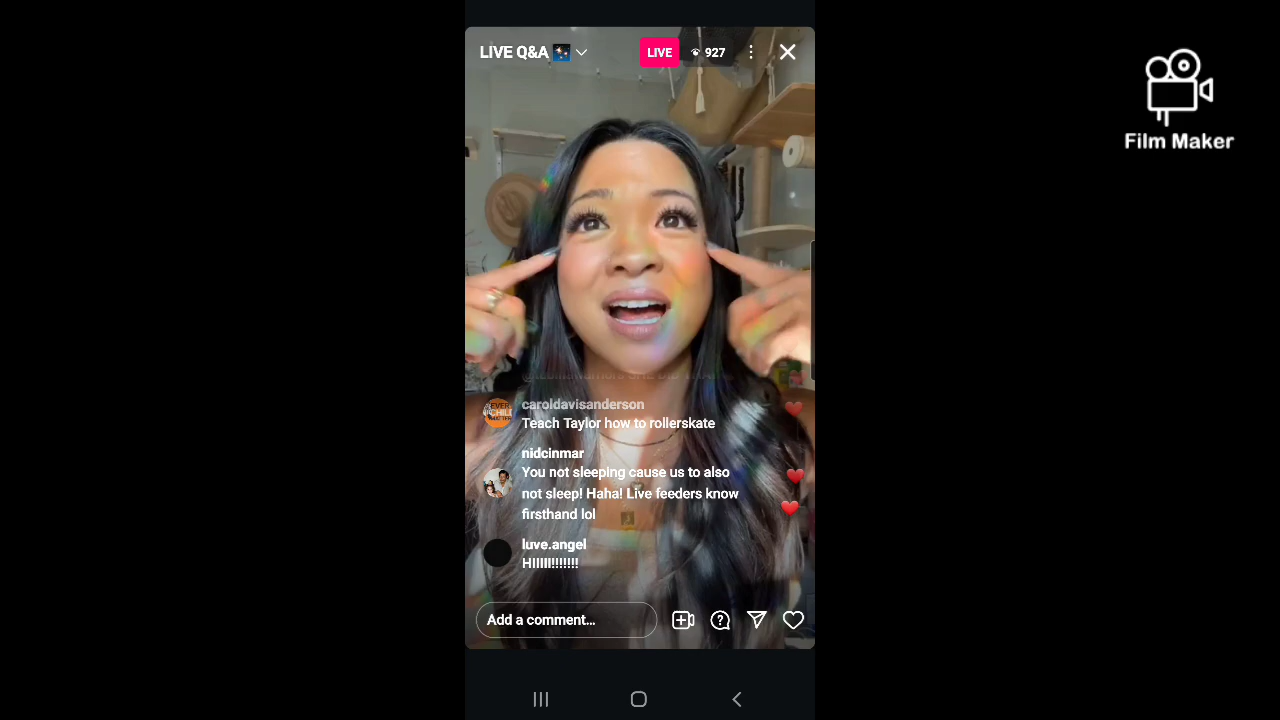 LIVE Q&A
LIVE
927
Film Maker
caroldavisanderson
Teach Taylor how to rollerskate
nidcinmar
You not sleeping cause us to also
not sleep! Haha! Live feeders know
firsthand lol
luve.angel
HIIIII!!!!!!!
Add a comment...